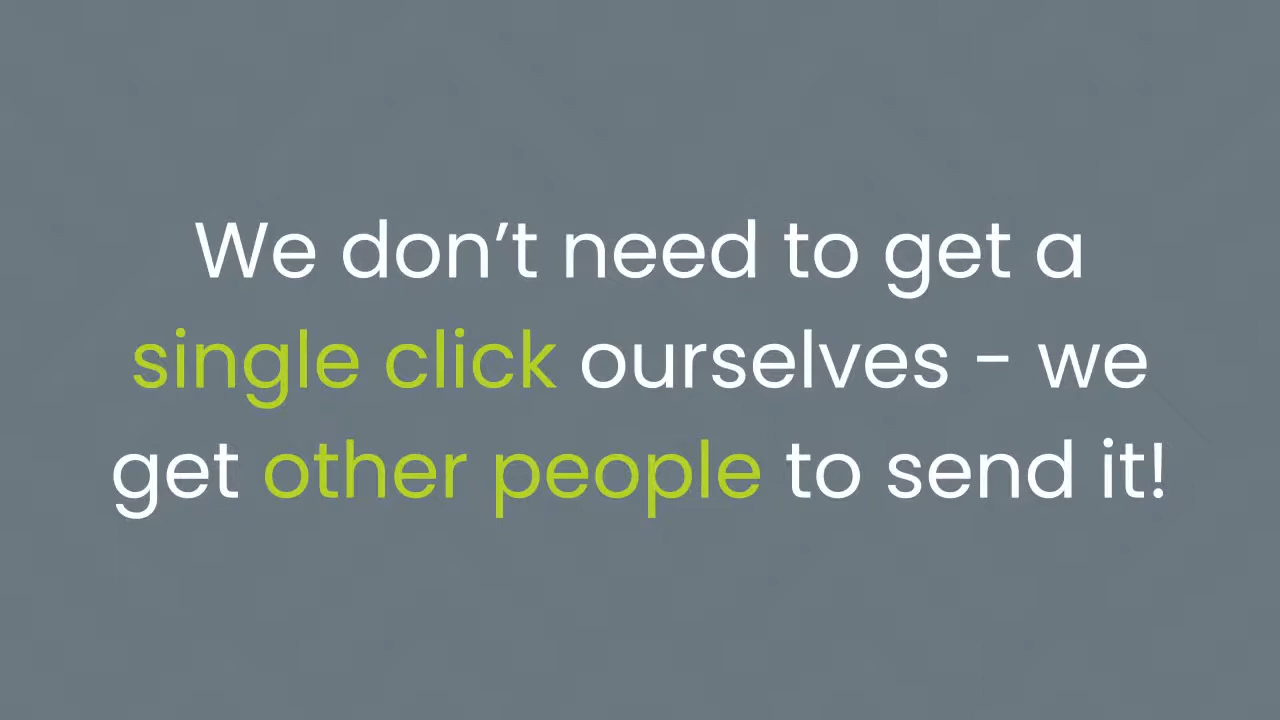 We don’t need to get a
single click ourselves - we
get other people to send it!